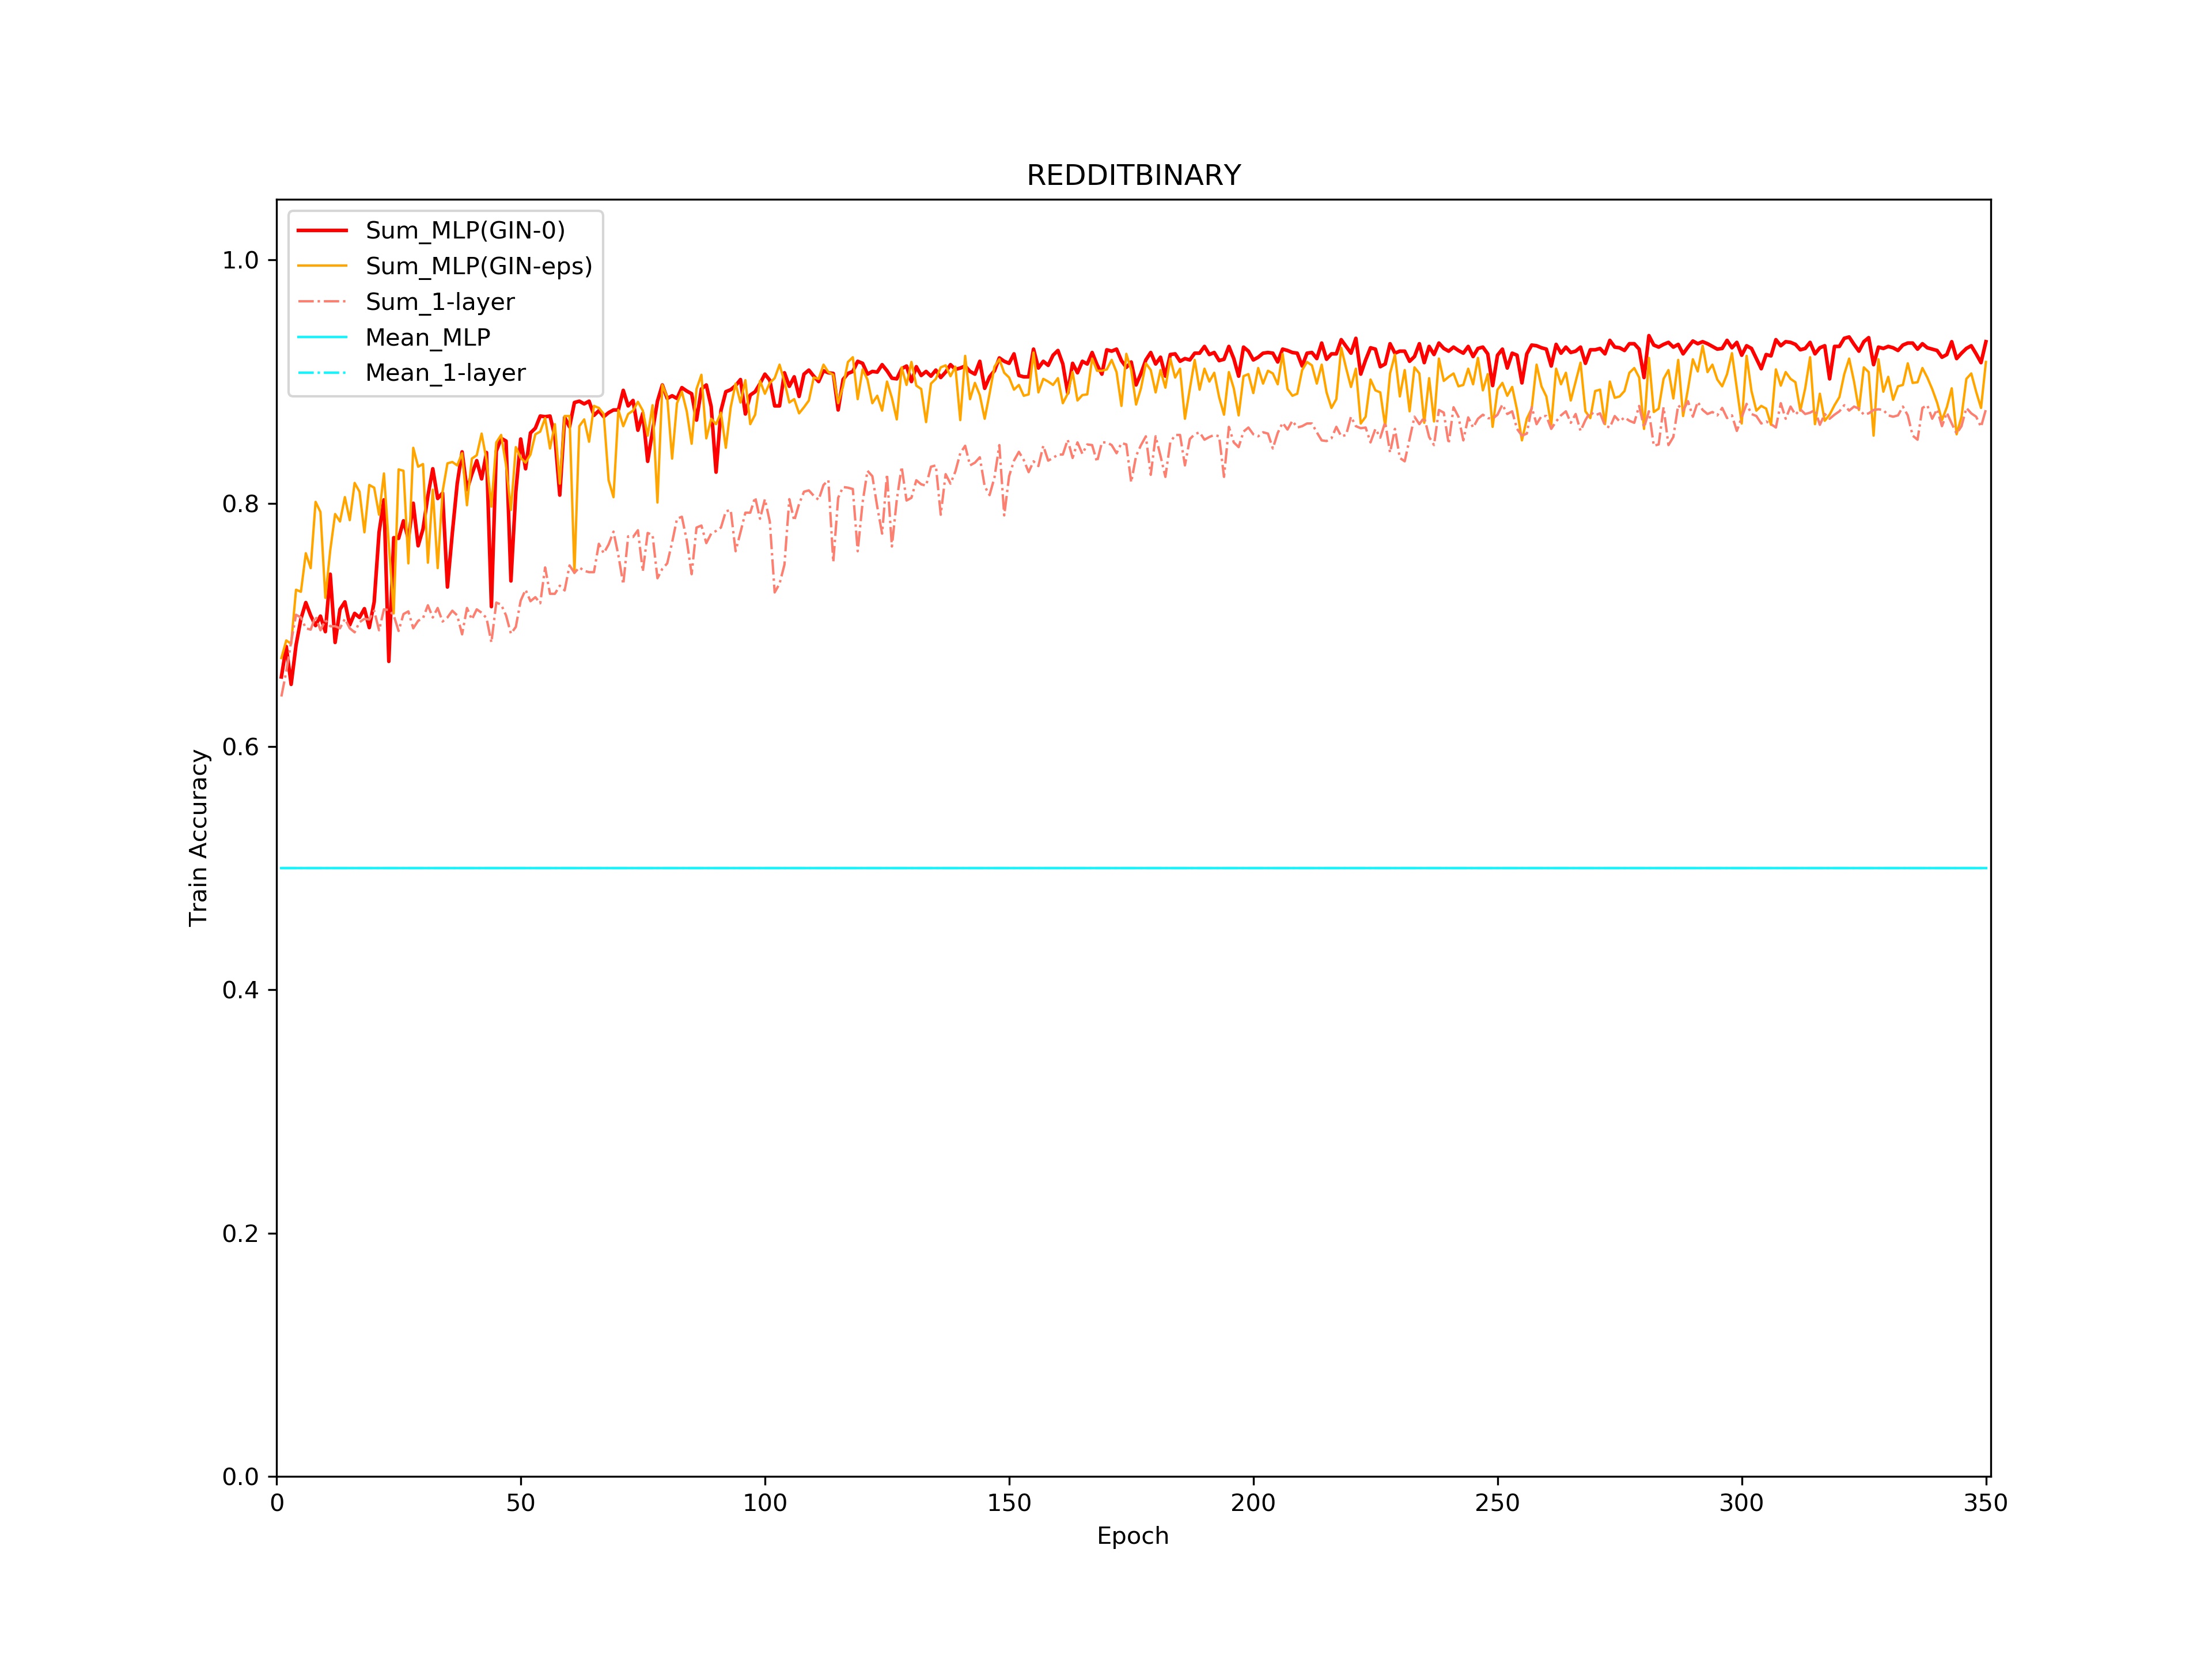 REDDITBINARY
Sum_MLP(GIN-0)
Sum_MLP(GIN-eps)
Sum_1-layer
Mean_MLP
Mean_1-layer
1.0
0.8
0.6
0.4
0.2
0.0
Train Accuracy
0 50 100 150 200 250 300 350
Epoch